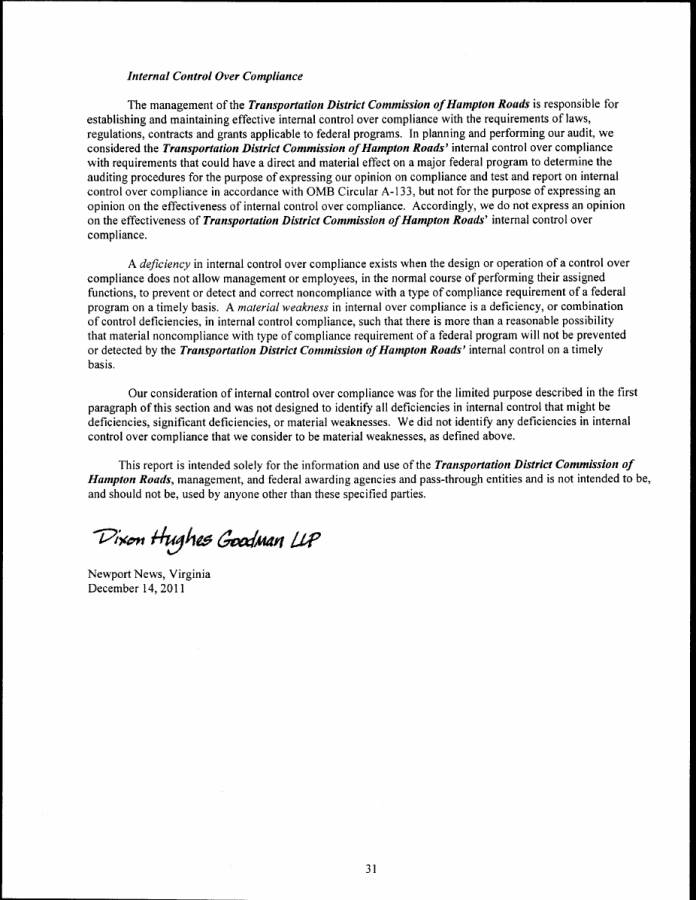 Internal Control Over Compliance
The management of the Transportation District Commission of Hampton Roads is responsible for
establishing and maintaining effective internal control over compliance with the requirements of laws,
regulations, contracts and grants applicable to federal programs. In planning and performing our audit, we
considered the Transportation District Commission of Hampton Roads' internal control over compliance
with requirements that could have a direct and material effect on a major federal program to determine the
auditing procedures for the purpose of expressing our opinion on compliance and test and report on internal
control over compliance in accordance with OMB Circular A-133, but not for the purpose of expressing an
opinion on the effectiveness of internal control over compliance. Accordingly, we do not express an opinion
on the effectiveness of Transportation District Commission of Hampton Roads' internal control over
compliance.
A deficiency in internal control over compliance exists when the design or operation of a control over
compliance does not allow management or employees, in the normal course of performing their assigned
functions, to prevent or detect and correct noncompliance with a type of compliance requirement of a federal
program on a timely basis. A material weakness in internal over compliance is a deficiency, or combination
of control deficiencies, in internal control compliance, such that there is more than a reasonable possibility
that material noncompliance with type of compliance requirement of a federal program will not be prevented
or detected by the Transportation District Commission of Hampton Roads' internal control on a timely
basis.
Our consideration of internal control over compliance was for the limited purpose described in the first
paragraph of this section and was not designed to identify all deficiencies in internal control that might be
deficiencies, significant deficiencies, or material weaknesses. We did not identify any deficiencies in internal
control over compliance that we consider to be material weaknesses, as defined above.
This report is intended solely for the information and use of the Transportation District Commission of
Hampton Roads, management, and federal awarding agencies and pass-through entities and is not intended to be,
and should not be, used by anyone other than these specified parties.
Dixon Hughes Goodman LLP
Newport News, Virginia
December 14, 2011
31